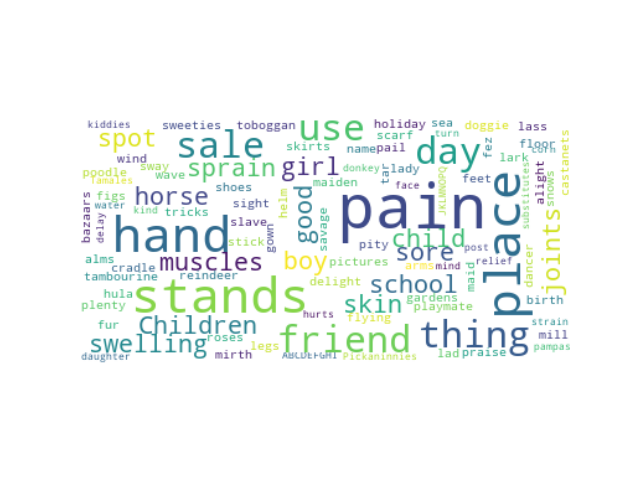 kiddies sweeties toboggan use holiday sea doggie lass
spot sale skirts name pail scarf turn fez floor corn castanets
wind sway sprain girl donkey tar lady day lark
poodle tamales wave shoes maiden face feet alight snows substitutes
figs horse sight helm good pain JKLMNOPQ place joints
water kind tricks slave gown savage child
bazaars delay hand stick pity sore post relief dancer
alms muscles boy pictures arms mind maid
tambourine cradle reindeer delight school gardens birth
hula stands skin playmate
plenty Children hurts flying thing strain
fur roses friend mill
swelling mirth legs lad praise pampas
daughter ABCDEFGHI Pickaninnies